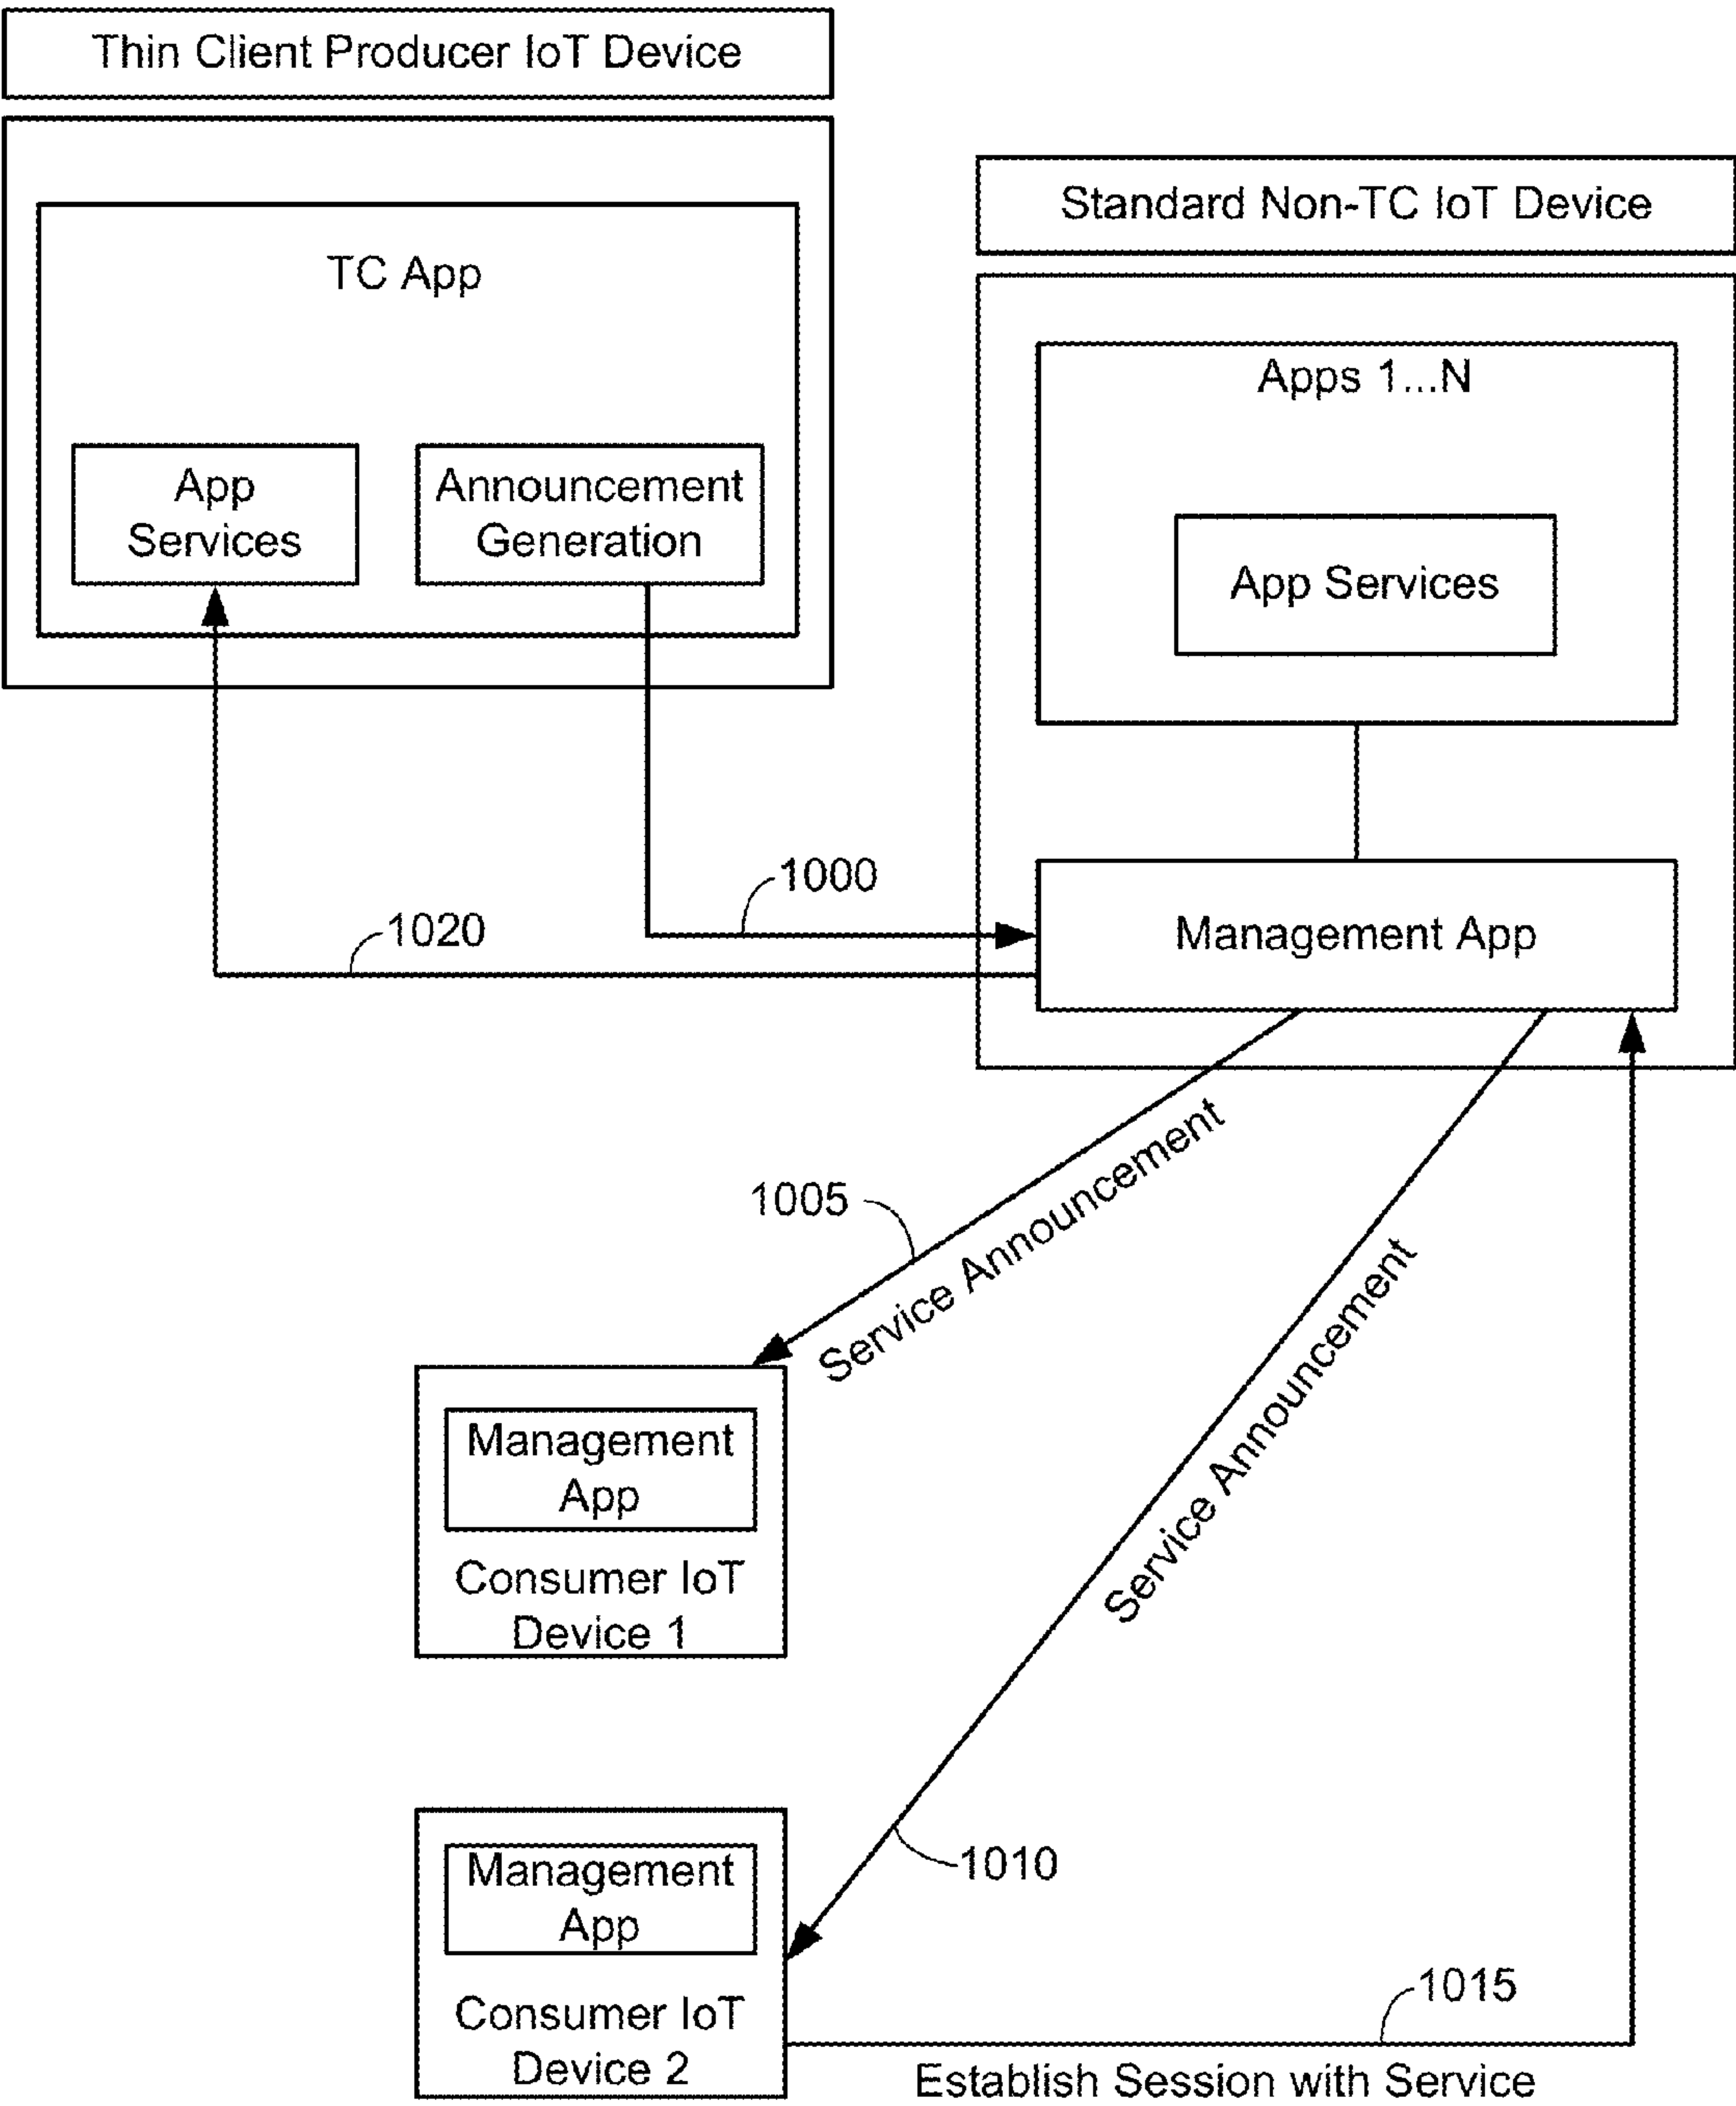 Thin Client Producer IoT Device
TC App
App
Services
Announcement
Generation
Standard Non-TC IoT Device
Apps 1...N
App Services
Management App
1000
1020
1005
Service Announcement
Service Announcement
Management
App
Consumer IoT
Device 1
1010
Management
App
Consumer IoT
Device 2
1015
Establish Session with Service